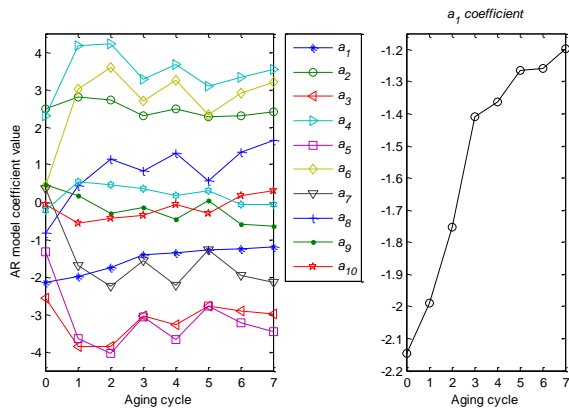 a1 coefficient
AR model coefficient value
4
3
2
1
0
-1
-2
-3
-4
0 1 2 3 4 5 6 7
Aging cycle
a1
a2
a3
a4
a5
a6
a7
a8
a9
a10
-1.2
-1.3
-1.4
-1.5
-1.6
-1.7
-1.8
-1.9
-2
-2.1
-2.2
0 1 2 3 4 5 6 7
Aging cycle